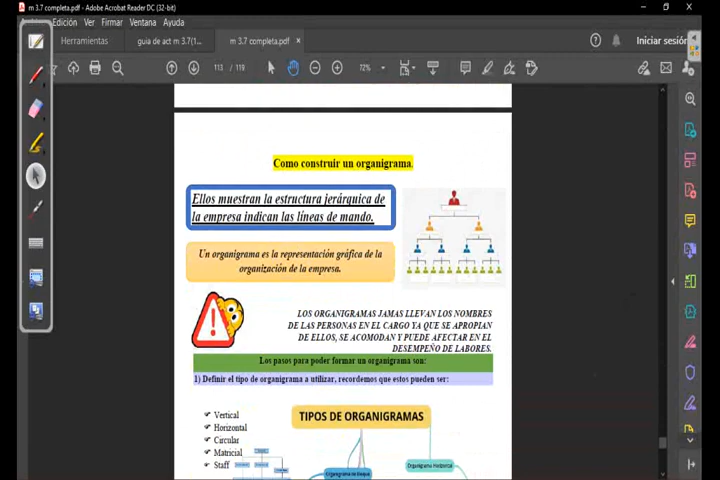 m 3.7 completa.pdf - Adobe Acrobat Reader DC (32-bit)
Edición Ver Firmar Ventana Ayuda
Herramientas guia de act m 3.7(1... m 3.7 completa.pdf × Iniciar sesión
113 / 119 72%
Como construir un organigrama.
Ellos muestran la estructura jerárquica de
la empresa indican las líneas de mando.
Un organigrama es la representación gráfica de la
organización de la empresa.
LOS ORGANIGRAMAS JAMAS LLEVAN LOS NOMBRES
DE LAS PERSONAS EN EL CARGO YA QUE SE APROPIAN
DE ELLOS, SE ACOMODAN Y PUEDE AFECTAR EN EL
DESEMPEÑO DE LABORES.
Los pasos para poder formar un organigrama son:
1) Definir el tipo de organigrama a utilizar, recordemos que estos pueden ser:
Vertical
Horizontal
Circular
Matricial
Staff
TIPOS DE ORGANIGRAMAS
Organigrama de Bloque
Organigrama Horizontal